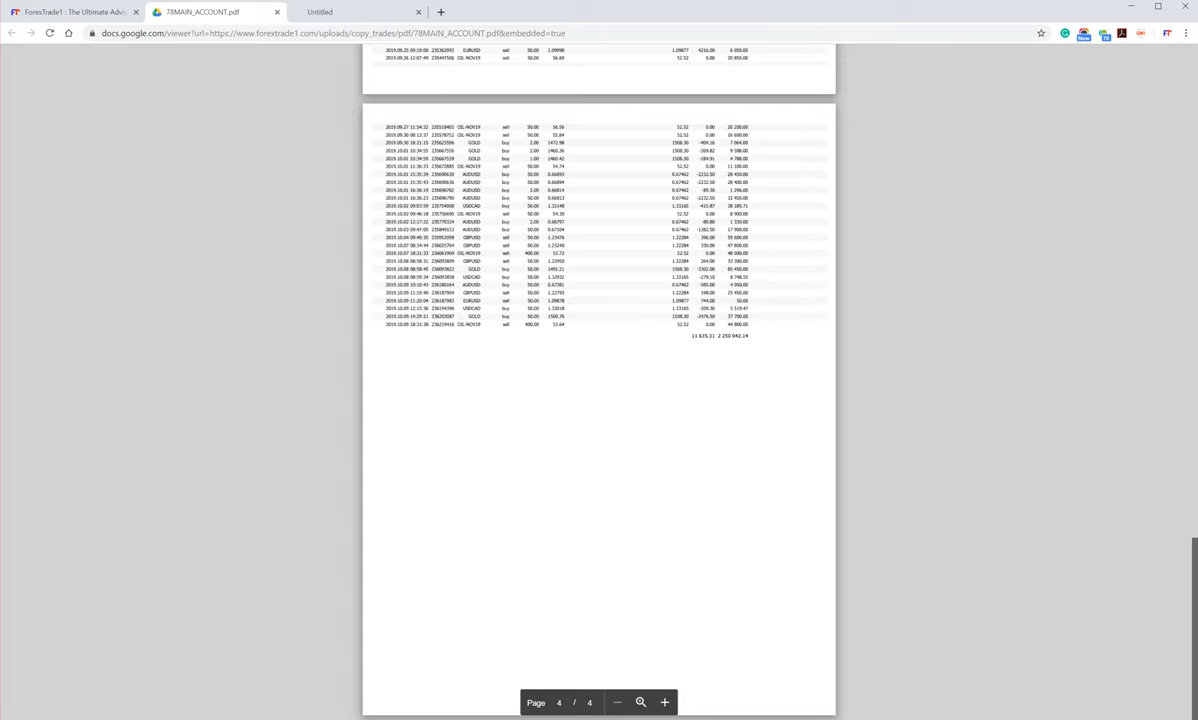 ForexTrade1 : The Ultimate Advis
78MAIN_ACCOUNT.pdf
Untitled
docs.google.com/viewer?url=https://www.forextrade1.com/uploads/copy_trades/pdf/78MAIN_ACCOUNT.pdf&embedded=true
New
70
2019.09.25 09:19:00 235362993 EURUSD sell 50.00 1.09998 1.09877 4216.00 6 050.00
2019.09.26 12:07:49 235447506 OIL-NOV19 sell 50.00 56.69 52.52 0.00 20 850.00
2019.09.27 11:54:32 235518405 OIL-NOV19 sell 50.00 56.56 52.52 0.00 20 200.00
2019.09.30 08:13:37 235578752 OIL-NOV19 sell 50.00 55.84 52.52 0.00 16 600.00
2019.09.30 18:21:15 235623596 GOLD buy 2.00 1472.98 1508.30 -404.16 7 064.00
2019.10.01 10:34:55 235667556 GOLD buy 2.00 1460.36 1508.30 -369.82 9 588.00
2019.10.01 10:34:59 235667559 GOLD buy 1.00 1460.42 1508.30 -184.91 4 788.00
2019.10.01 11:36:33 235672885 OIL-NOV19 sell 50.00 54.74 52.52 0.00 11 100.00
2019.10.01 15:35:39 235690630 AUDUSD buy 50.00 0.66893 0.67462 -2232.50 28 450.00
2019.10.01 15:35:43 235690636 AUDUSD buy 50.00 0.66894 0.67462 -2232.50 28 400.00
2019.10.01 16:36:19 235696782 AUDUSD buy 2.00 0.66814 0.67462 -89.30 1 296.00
2019.10.01 16:36:23 235696790 AUDUSD buy 50.00 0.66813 0.67462 -2232.50 32 450.00
2019.10.02 09:03:59 235754008 USDCAD buy 50.00 1.32148 1.33165 -415.87 38 185.71
2019.10.02 09:46:18 235756690 OIL-NOV19 sell 50.00 54.30 52.52 0.00 8 900.00
2019.10.02 12:17:22 235770324 AUDUSD buy 2.00 0.66797 0.67462 -80.80 1 330.00
2019.10.03 09:47:05 235849153 AUDUSD buy 50.00 0.67104 0.67462 -1382.50 17 900.00
2019.10.04 09:49:35 235952098 GBPUSD sell 50.00 1.23476 1.22284 396.00 59 600.00
2019.10.07 08:34:44 236025764 GBPUSD sell 50.00 1.23240 1.22284 330.00 47 800.00
2019.10.07 18:21:33 236061969 OIL-NOV19 sell 400.00 53.72 52.52 0.00 48 000.00
2019.10.08 08:58:31 236093809 GBPUSD sell 50.00 1.22950 1.22284 264.00 33 300.00
2019.10.08 08:58:45 236093822 GOLD buy 50.00 1491.21 1508.30 -3302.00 85 450.00
2019.10.08 08:59:34 236093858 USDCAD buy 50.00 1.32932 1.33165 -279.10 8 748.55
2019.10.09 10:10:43 236180164 AUDUSD buy 50.00 0.67381 0.67462 -585.00 4 050.00
2019.10.09 11:19:40 236187904 GBPUSD sell 50.00 1.22793 1.22284 198.00 25 450.00
2019.10.09 11:20:04 236187983 EURUSD sell 50.00 1.09878 1.09877 744.00 50.00
2019.10.09 12:15:36 236194396 USDCAD buy 50.00 1.33018 1.33165 -209.30 5 519.47
2019.10.09 14:29:21 236203087 GOLD buy 50.00 1500.76 1508.30 -2476.50 37 700.00
2019.10.09 18:31:38 236219416 OIL-NOV19 sell 400.00 53.64 52.52 0.00 44 800.00
11 635.31 2 250 042.14
Page 4 / 4